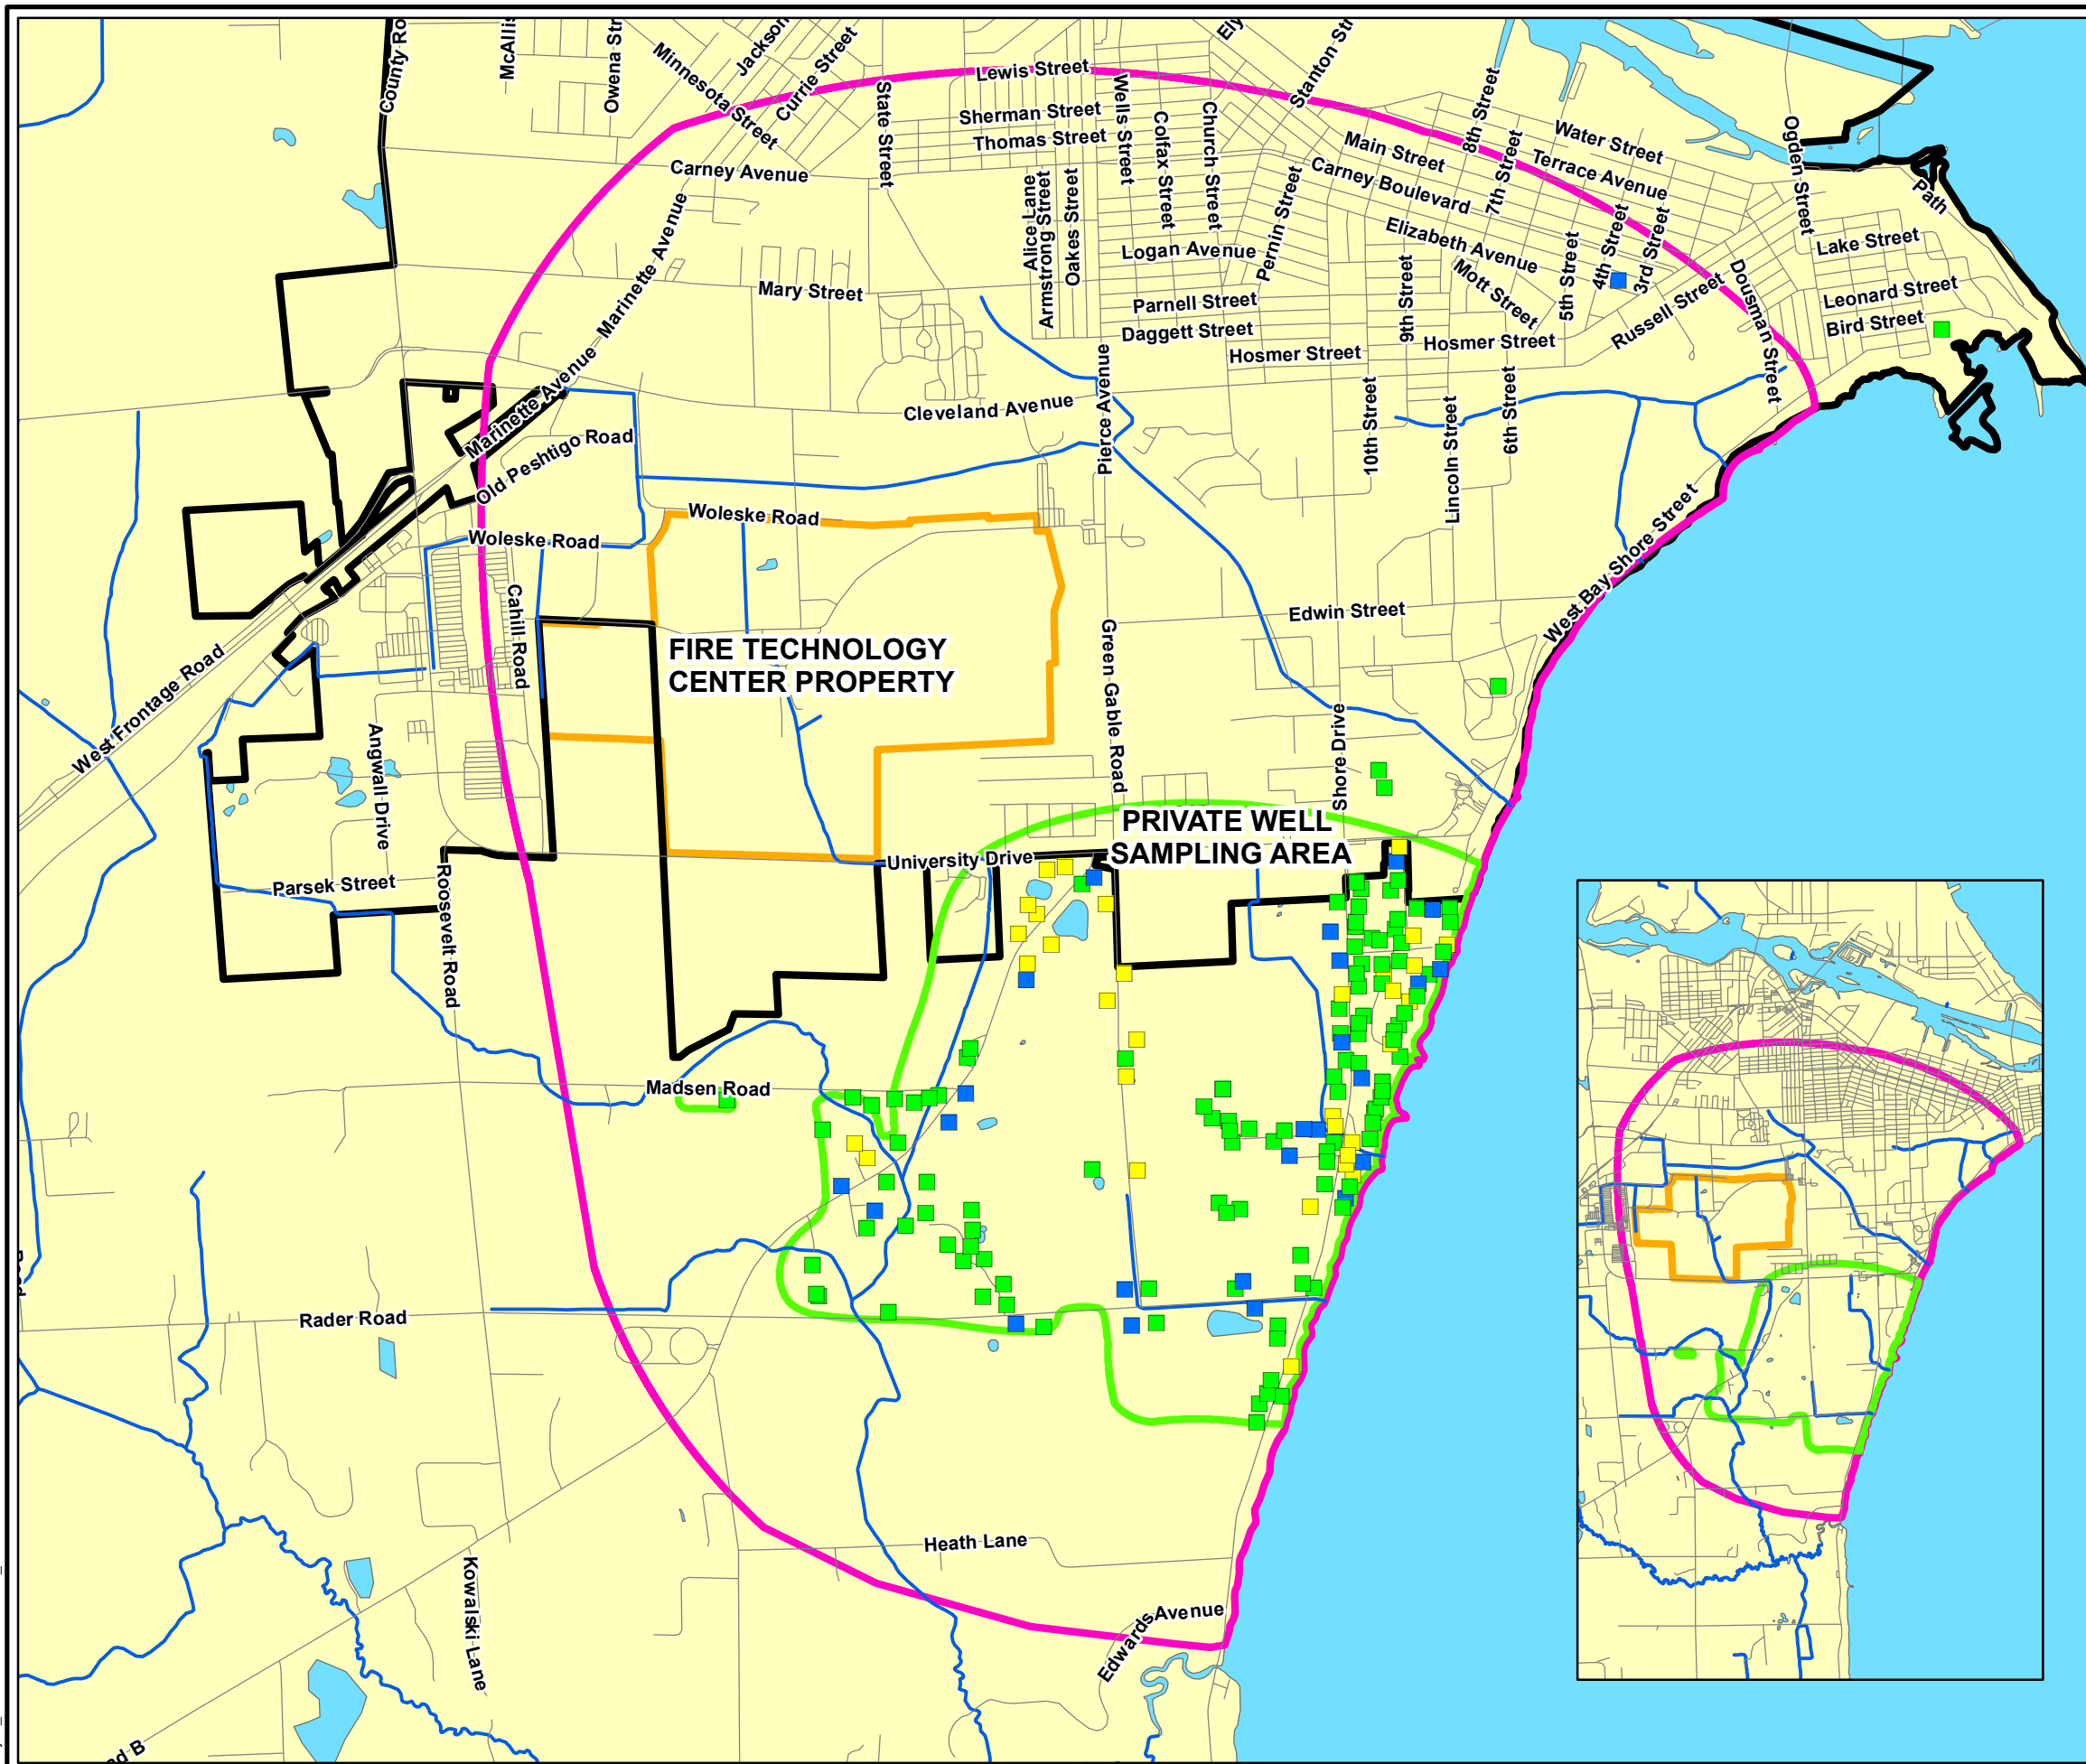 County Ro
McAllis
Owena Str
Minnesota Street
Jackson
Currie Street
State Street
Lewis Street
Sherman Street
Thomas Street
Wells Street
Colfax Street
Church Street
Ely
Stanton Str
Main Street
8th Street
7th Street
Water Street
Terrace Avenue
Carney Boulevard
Ogden Street
Path
Carney Avenue
Marinette Avenue
Alice Lane
Armstrong Street
Oakes Street
Pernin Street
Logan Avenue
Elizabeth Avenue
Mott Street
9th Street
5th Street
4th Street
3rd Street
Lake Street
Leonard Street
Bird Street
Dousman Street
Russell Street
Mary Street
Parnell Street
Daggett Street
Hosmer Street
Hosmer Street
Marinette Avenue
Old Peshtigo Road
Cleveland Avenue
Pierce Avenue
10th Street
Lincoln Street
6th Street
Woleske Road
Woleske Road
Cahill Road
West Bay Shore Street
Edwin Street
FIRE TECHNOLOGY
CENTER PROPERTY
Green Gable Road
Shore Drive
West Frontage Road
Angwall Drive
PRIVATE WELL
SAMPLING AREA
University Drive
Parsek Street
Roosevelt Road
Madsen Road
Rader Road
Road
Heath Lane
Kowalski Lane
Edwards Avenue
ad B